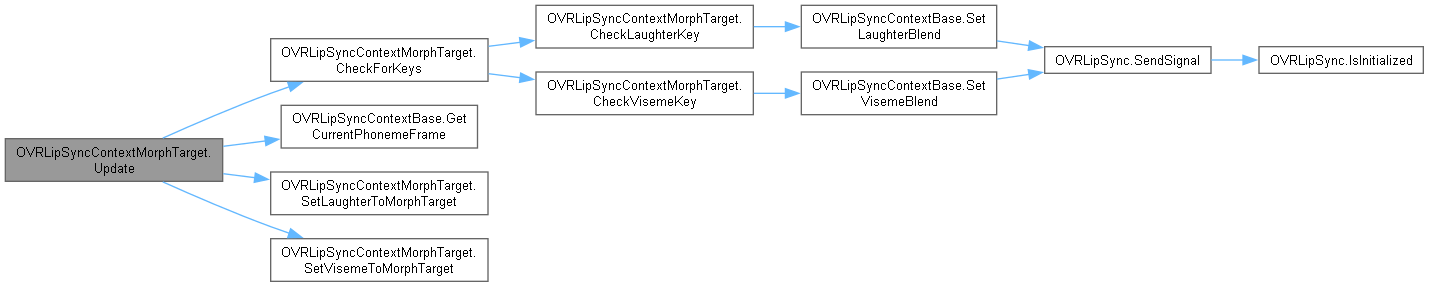 OVRLipSyncContextMorphTarget.
Update
OVRLipSyncContextMorphTarget.
CheckForKeys
OVRLipSyncContextBase.Get
CurrentPhonemeFrame
OVRLipSyncContextMorphTarget.
SetLaughterToMorphTarget
OVRLipSyncContextMorphTarget.
SetVisemeToMorphTarget
OVRLipSyncContextMorphTarget.
CheckLaughterKey
OVRLipSyncContextMorphTarget.
CheckVisemeKey
OVRLipSyncContextBase.Set
LaughterBlend
OVRLipSyncContextBase.Set
VisemeBlend
OVRLipSync.SendSignal
OVRLipSync.IsInitialized